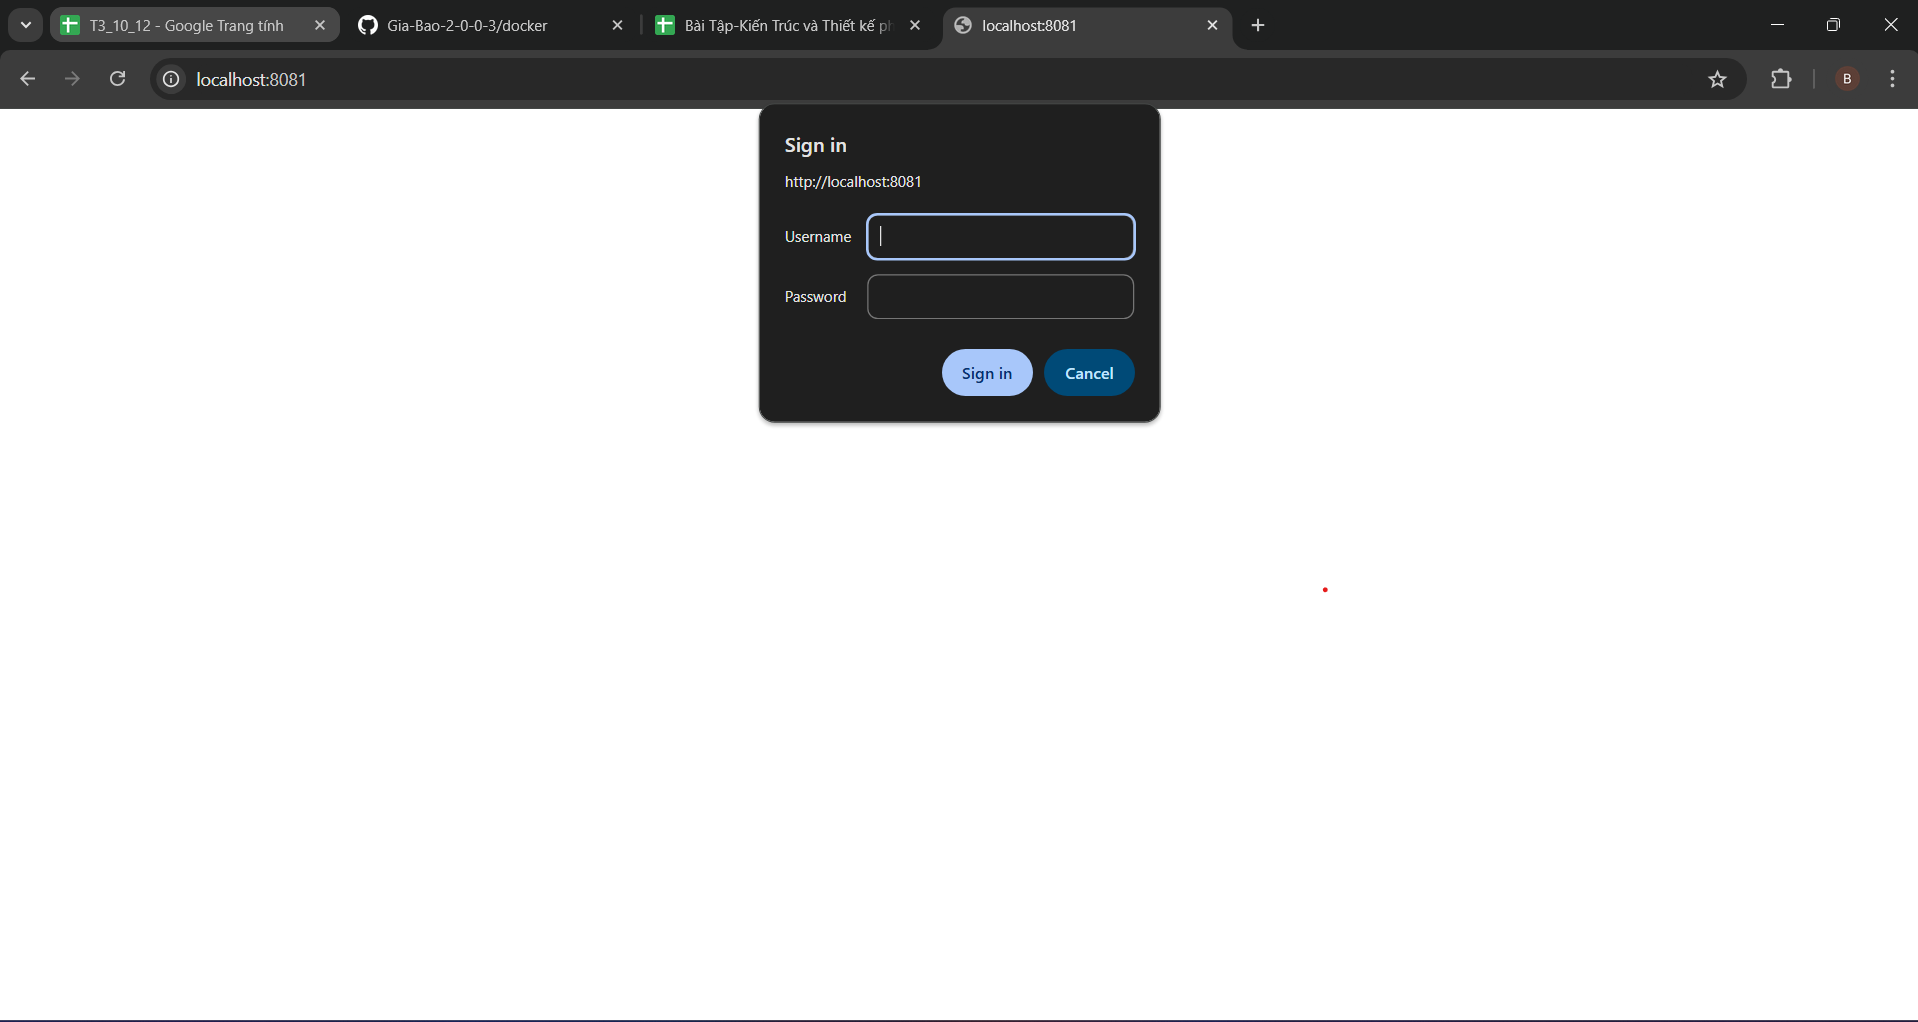 T3_10_12 - Google Trang tính
Gia-Bao-2-0-0-3/docker
Bài Tập-Kiến Trúc và Thiết kế ph
localhost:8081
localhost:8081
B
Sign in
http://localhost:8081
Username
Password
Sign in
Cancel